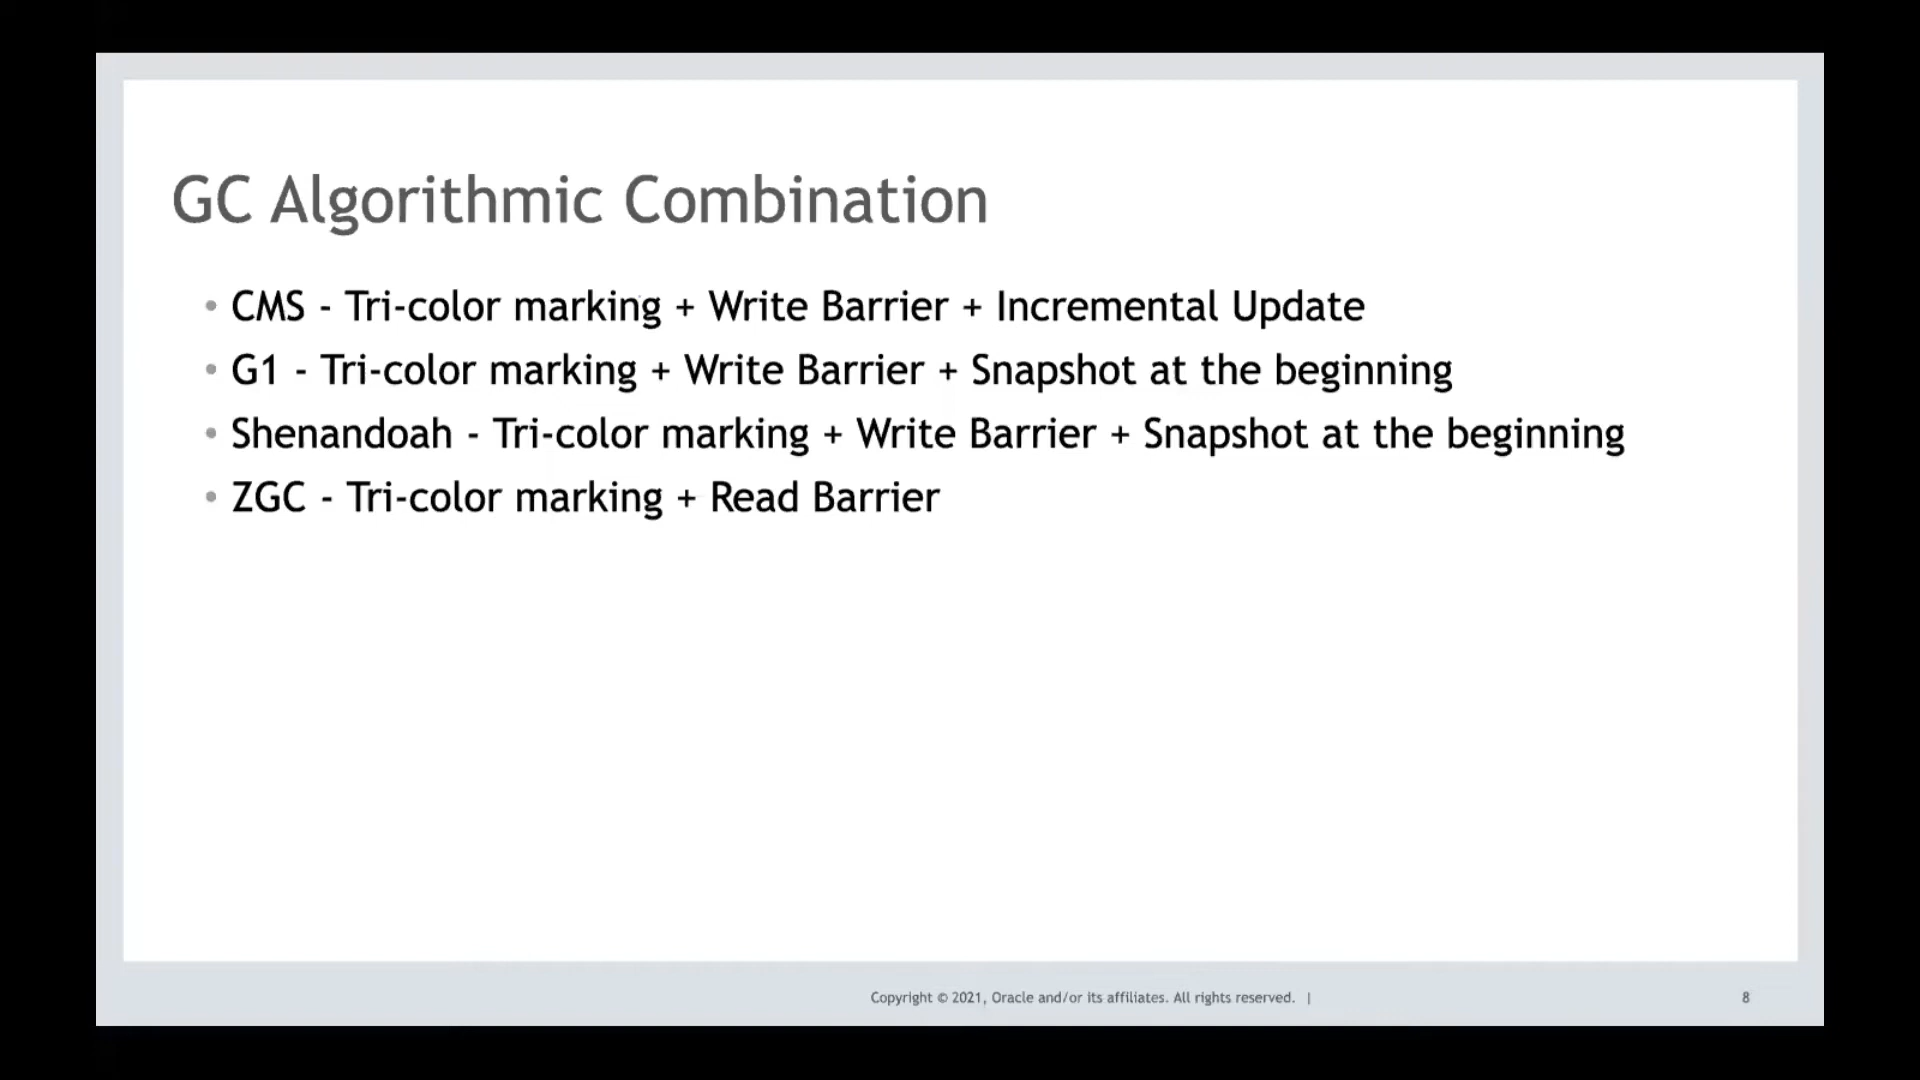 GC Algorithmic Combination
• CMS - Tri-color marking + Write Barrier + Incremental Update
• G1 - Tri-color marking + Write Barrier + Snapshot at the beginning
• Shenandoah - Tri-color marking + Write Barrier + Snapshot at the beginning
• ZGC - Tri-color marking + Read Barrier
Copyright © 2021, Oracle and/or its affiliates. All rights reserved. |
8